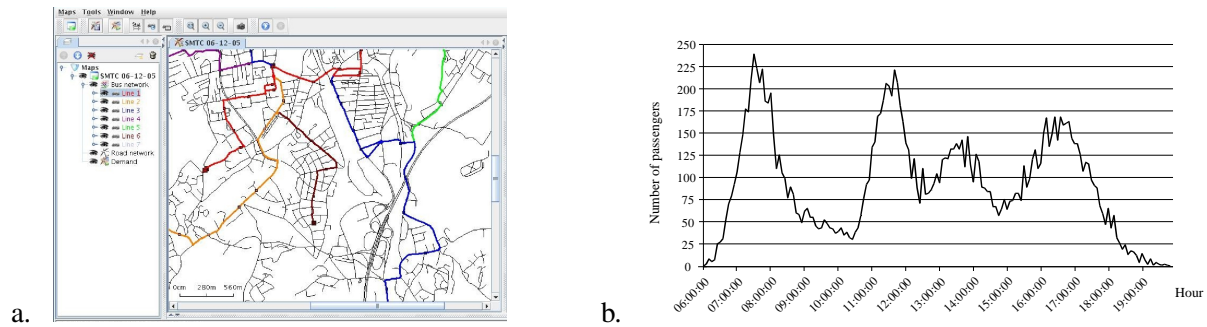 Maps Tools Window Help
SMTC 06-12-05
Maps
SMTC 06-12-05
Bus network
Line 1
Line 2
Line 3
Line 4
Line 5
Line 6
Line 7
Road network
Demand
0cm 280m 560m
a.
250
225
200
175
150
125
100
75
50
25
0
Number of passengers
06:00:00
07:00:00
08:00:00
09:00:00
10:00:00
11:00:00
12:00:00
13:00:00
14:00:00
15:00:00
16:00:00
17:00:00
18:00:00
19:00:00
Hour
b.